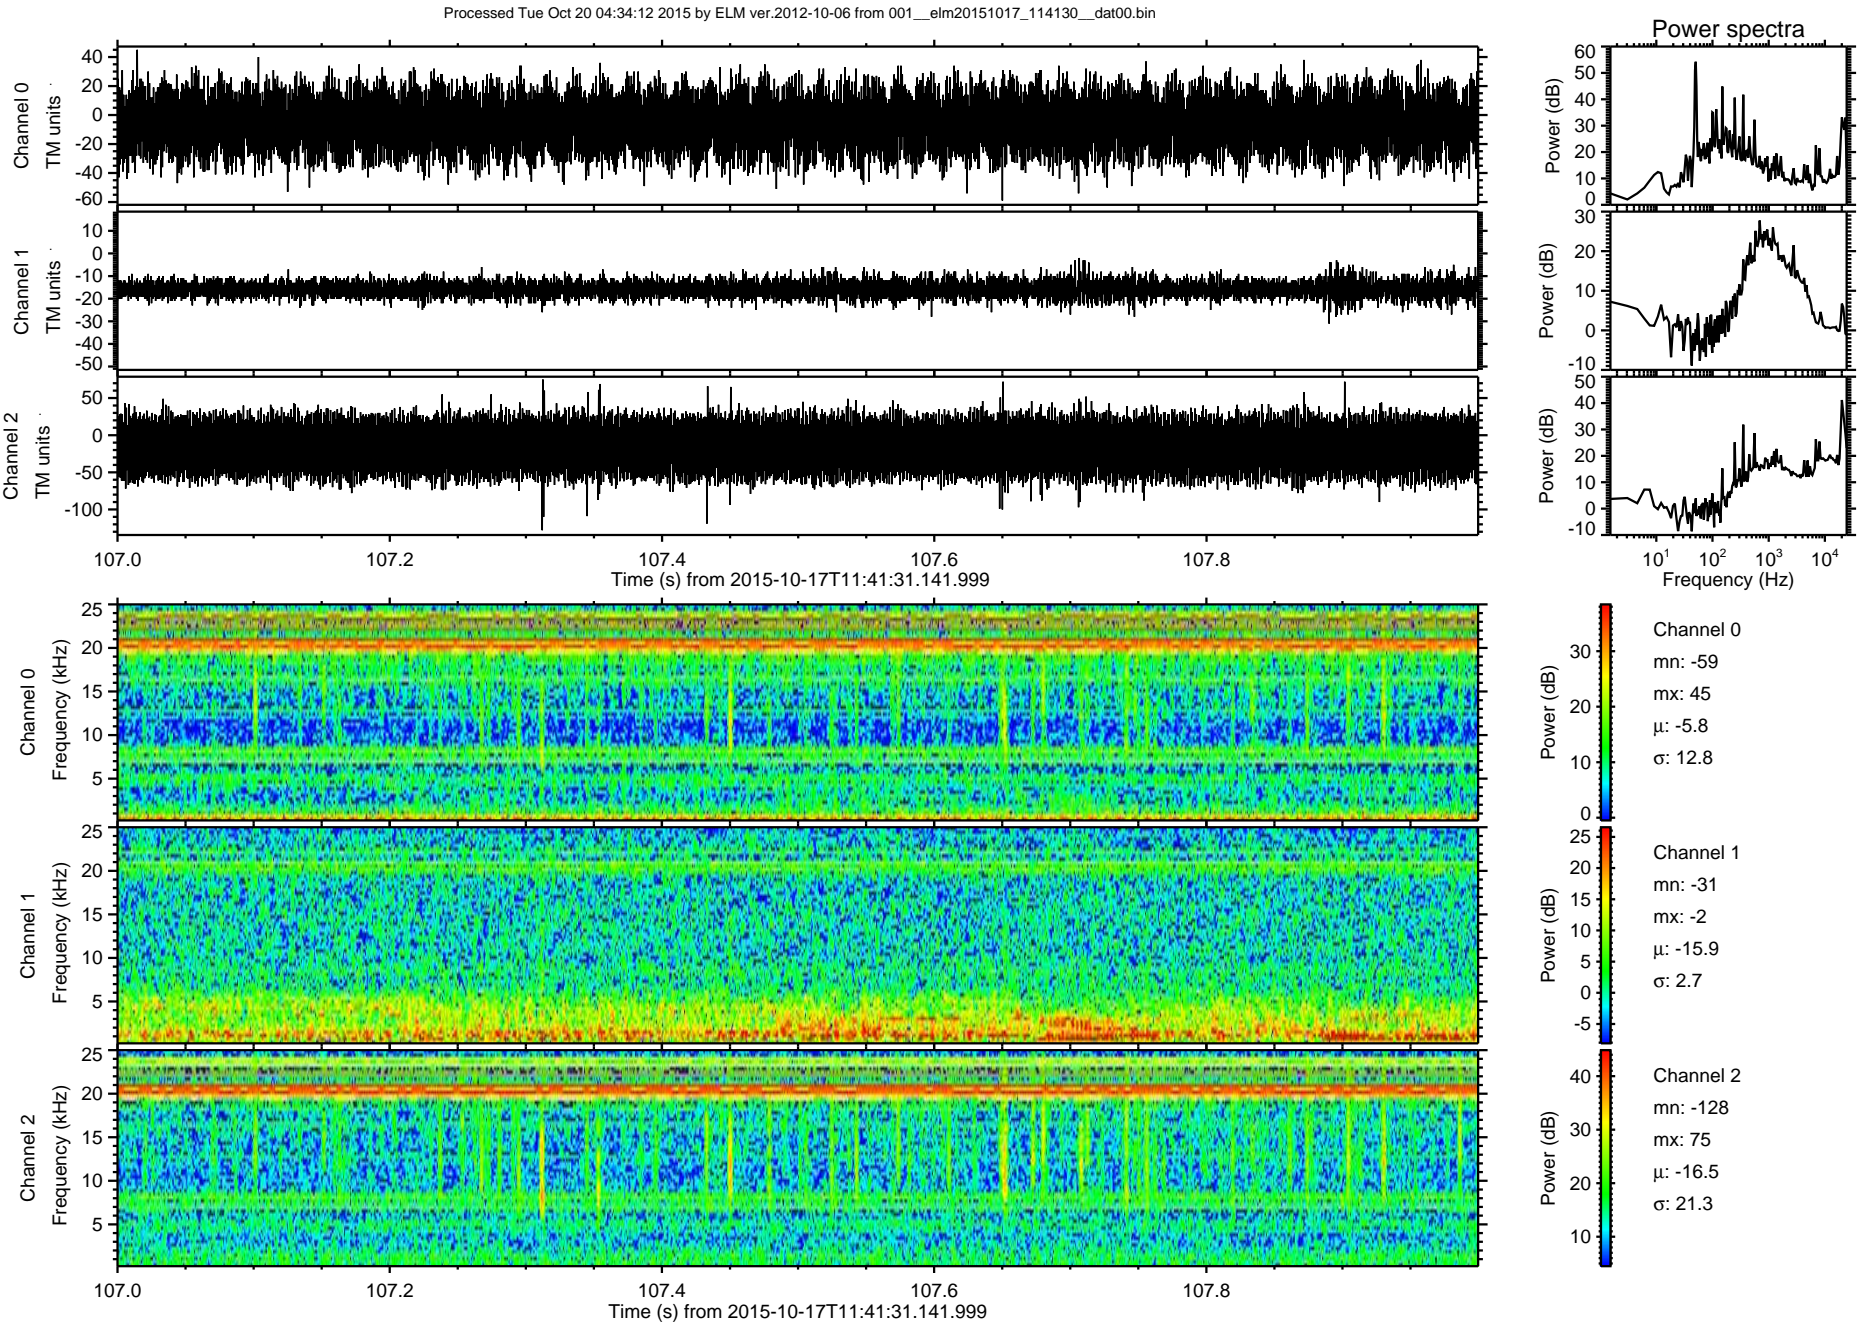 Processed Tue Oct 20 04:34:12 2015 by ELM ver.2012-10-06 from 001__elm20151017_114130__dat00.bin
Power spectra
Channel 0
TM units
40
20
0
-20
-40
-60
Power (dB)
60
50
40
30
20
10
0
Channel 1
TM units
10
0
-10
-20
-30
-40
-50
Power (dB)
30
20
10
0
-10
Channel 2
TM units
50
0
-50
-100
Power (dB)
50
40
30
20
10
0
-10
107.0 107.2 107.4 107.6 107.8
Time (s) from 2015-10-17T11:41:31.141.999
10^1 10^2 10^3 10^4
Frequency (Hz)
Channel 0
Frequency (kHz)
25
20
15
10
5
Power (dB)
30
20
10
0
Channel 0
mn: -59
mx: 45
μ: -5.8
σ: 12.8
Channel 1
Frequency (kHz)
25
20
15
10
5
Power (dB)
25
20
15
10
5
0
-5
Channel 1
mn: -31
mx: -2
μ: -15.9
σ: 2.7
Channel 2
Frequency (kHz)
25
20
15
10
5
Power (dB)
40
30
20
10
Channel 2
mn: -128
mx: 75
μ: -16.5
σ: 21.3
107.0 107.2 107.4 107.6 107.8
Time (s) from 2015-10-17T11:41:31.141.999